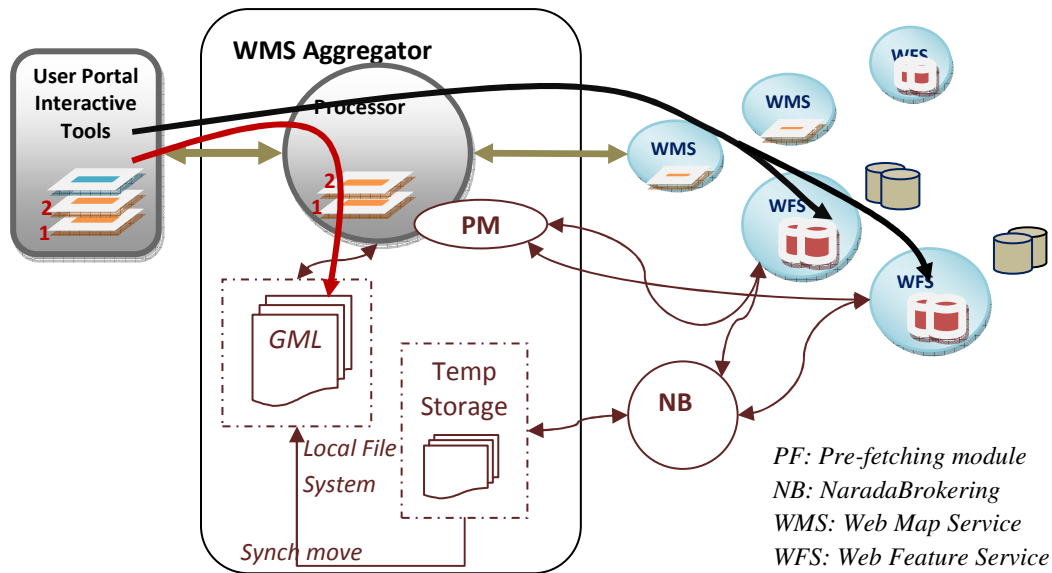 WMS Aggregator
User Portal
Interactive
Tools
2
1
Processor
2
1
PM
WMS
WMS
WFS
WFS
WFS
GML
Temp
Storage
NB
Local File
System
Synch move
PF: Pre-fetching module
NB: NaradaBrokering
WMS: Web Map Service
WFS: Web Feature Service